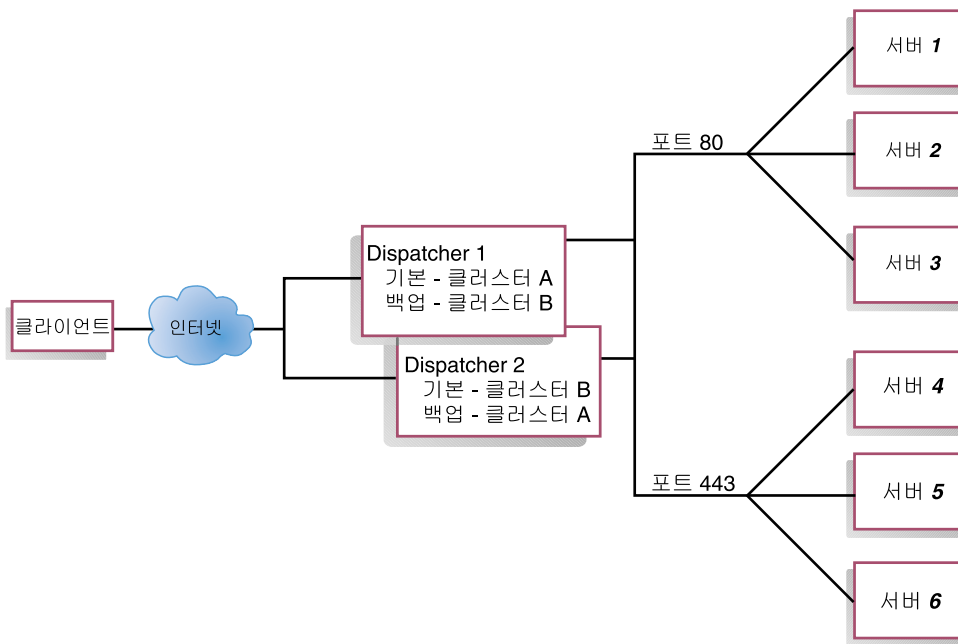 클라이언트
인터넷
Dispatcher 1
기본 - 클러스터 A
백업 - 클러스터 B
Dispatcher 2
기본 - 클러스터 B
백업 - 클러스터 A
포트 80
서버 1
서버 2
서버 3
포트 443
서버 4
서버 5
서버 6